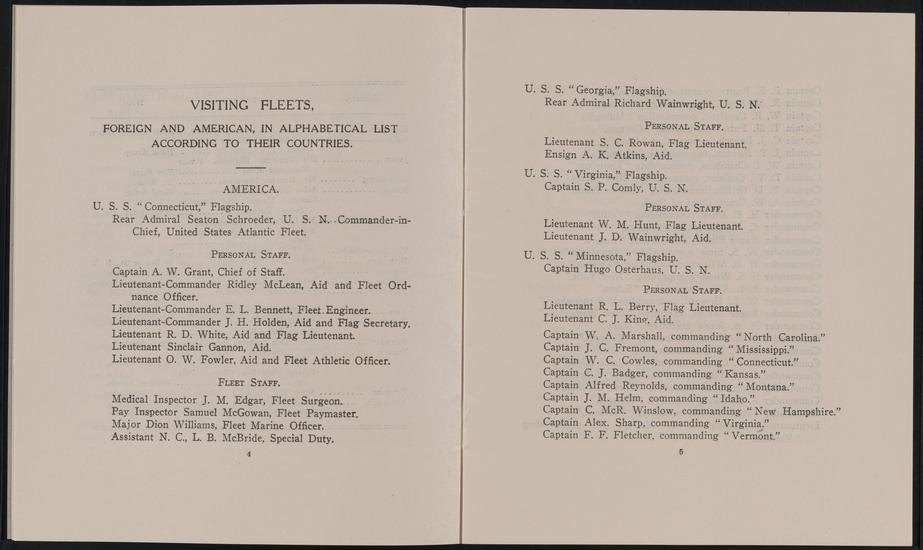 VISITING FLEETS,
FOREIGN AND AMERICAN, IN ALPHABETICAL LIST
ACCORDING TO THEIR COUNTRIES.
AMERICA.
U. S. S. "Connecticut," Flagship.
Rear Admiral Seaton Schroeder, U. S. N. Commander-in-
Chief, United States Atlantic Fleet.
PERSONAL STAFF.
Captain A. W. Grant, Chief of Staff.
Lieutenant-Commander Ridley McLean, Aid and Fleet Ord-
nance Officer.
Lieutenant-Commander E. L. Bennett, Fleet Engineer.
Lieutenant-Commander J. H. Holden, Aid and Flag Secretary.
Lieutenant R. D. White, Aid and Flag Lieutenant.
Lieutenant Sinclair Gannon, Aid.
Lieutenant O. W. Fowler, Aid and Fleet Athletic Officer.
FLEET STAFF.
Medical Inspector J. M. Edgar, Fleet Surgeon.
Pay Inspector Samuel McGowan, Fleet Paymaster.
Major Dion Williams, Fleet Marine Officer.
Assistant N. C., L. B. McBride, Special Duty.
4
U. S. S. "Georgia," Flagship.
Rear Admiral Richard Wainwright, U. S. N.
PERSONAL STAFF.
Lieutenant S. C. Rowan, Flag Lieutenant.
Ensign A. K. Atkins, Aid.
U. S. S. "Virginia," Flagship.
Captain S. P. Comly, U. S. N.
PERSONAL STAFF.
Lieutenant W. M. Hunt, Flag Lieutenant.
Lieutenant J. D. Wainwright, Aid.
U. S. S. "Minnesota," Flagship.
Captain Hugo Osterhaus, U. S. N.
PERSONAL STAFF.
Lieutenant R. L. Berry, Flag Lieutenant.
Lieutenant C. J. King, Aid.
Captain W. A. Marshall, commanding "North Carolina."
Captain J. C. Fremont, commanding "Mississippi."
Captain W. C. Cowles, commanding "Connecticut."
Captain C. J. Badger, commanding "Kansas."
Captain Alfred Reynolds, commanding "Montana."
Captain J. M. Helm, commanding "Idaho."
Captain C. McR. Winslow, commanding "New Hampshire."
Captain Alex. Sharp, commanding "Virginia."
Captain F. F. Fletcher, commanding "Vermont."
5